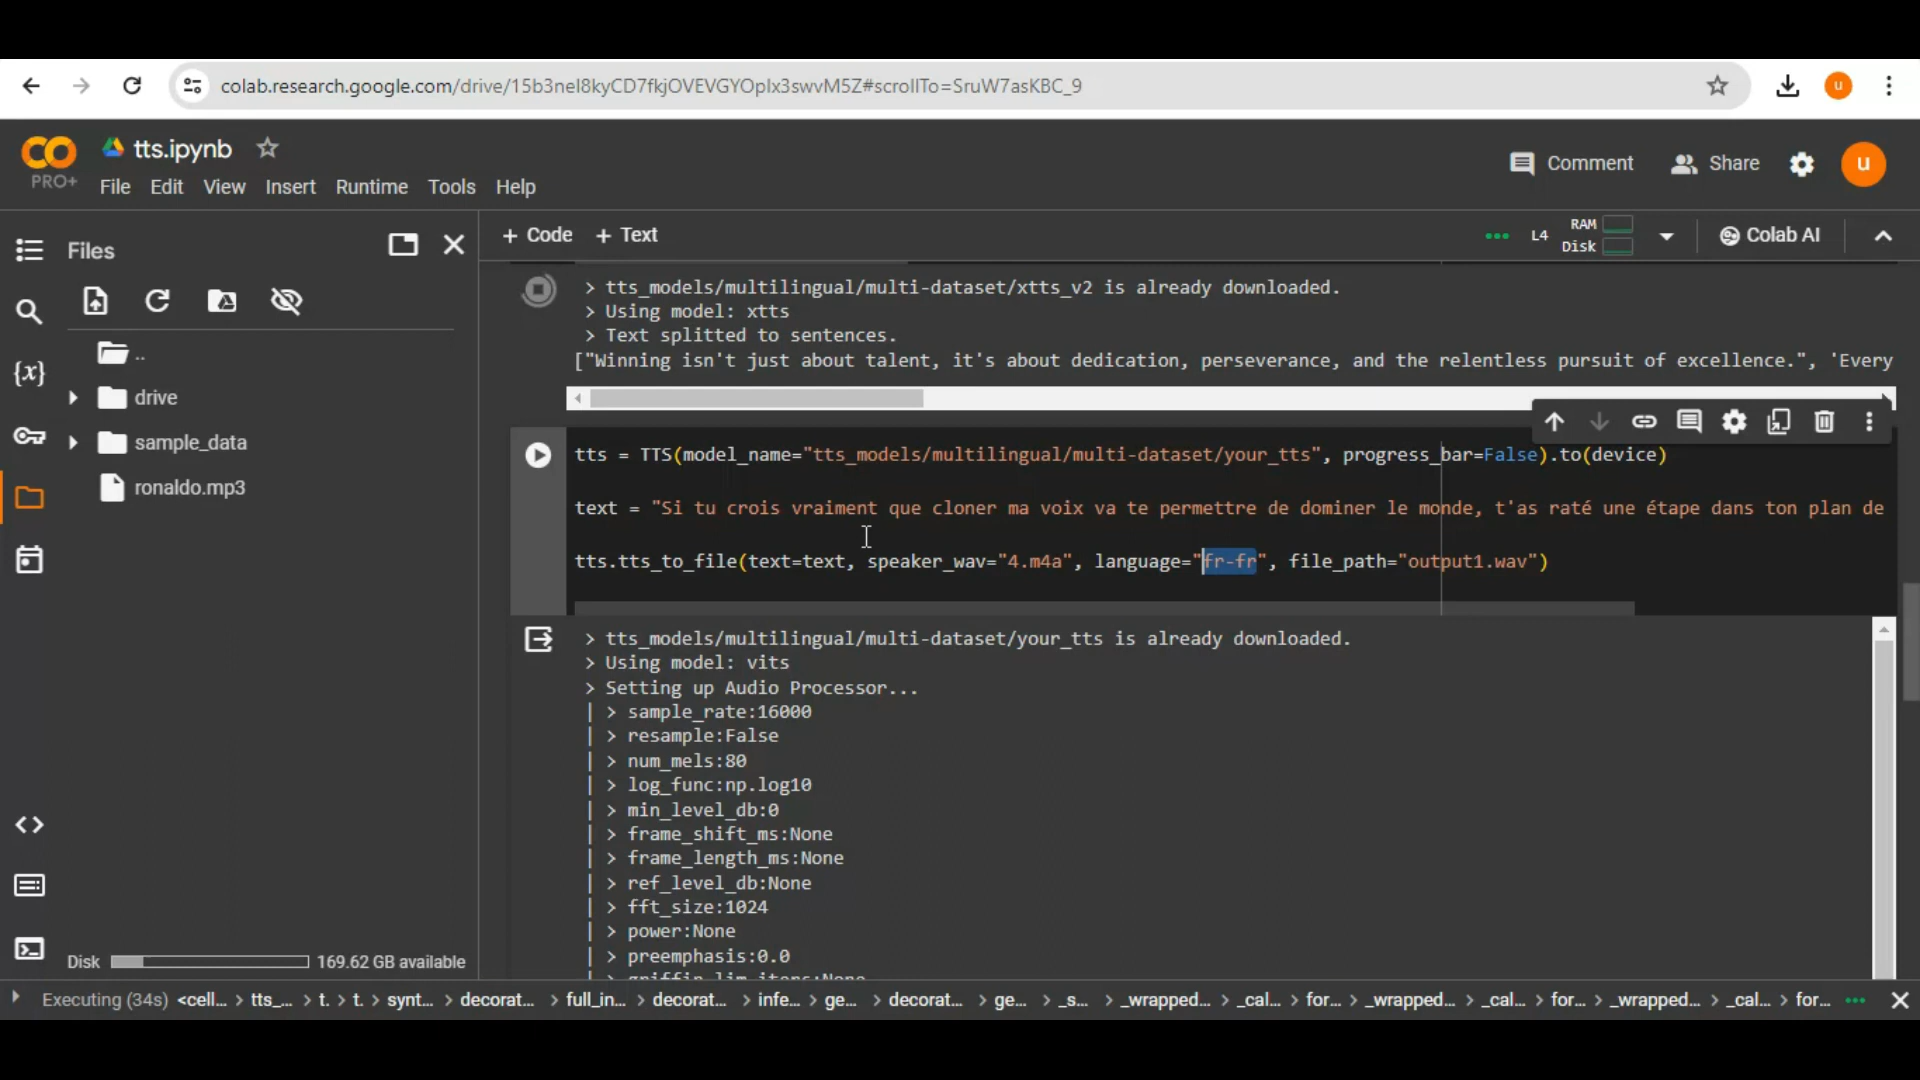 colab.research.google.com/drive/15b3nel8kyCD7fkjOVEVGYOplx3swvM5Z#scrollTo=SruW7asKBC_9
u
CO
PRO+
tts.ipynb
File Edit View Insert Runtime Tools Help
Comment
Share
u
Files
+ Code + Text
L4
RAM
Disk
Colab AI
..
drive
sample_data
ronaldo.mp3
{x}
> tts_models/multilingual/multi-dataset/xtts_v2 is already downloaded.
> Using model: xtts
> Text splitted to sentences.
["Winning isn't just about talent, it's about dedication, perseverance, and the relentless pursuit of excellence.", 'Every
tts = TTS(model_name="tts_models/multilingual/multi-dataset/your_tts", progress_bar=False).to(device)
text = "Si tu crois vraiment que cloner ma voix va te permettre de dominer le monde, t'as raté une étape dans ton plan de
tts.tts_to_file(text=text, speaker_wav="4.m4a", language="fr-fr", file_path="output1.wav")
> tts_models/multilingual/multi-dataset/your_tts is already downloaded.
> Using model: vits
> Setting up Audio Processor...
| > sample_rate:16000
| > resample:False
| > num_mels:80
| > log_func:np.log10
| > min_level_db:0
| > frame_shift_ms:None
| > frame_length_ms:None
| > ref_level_db:None
| > fft_size:1024
| > power:None
| > preemphasis:0.0
Disk 169.62 GB available
Executing (34s) <cell... > tts_... > t. > t. > synt... > decorat... > full_in... > decorat... > infe... > ge... > decorat... > ge... > _s... > _wrapped... > _cal... > for... > _wrapped... > _cal... > for... > _wrapped... > _cal... > for...